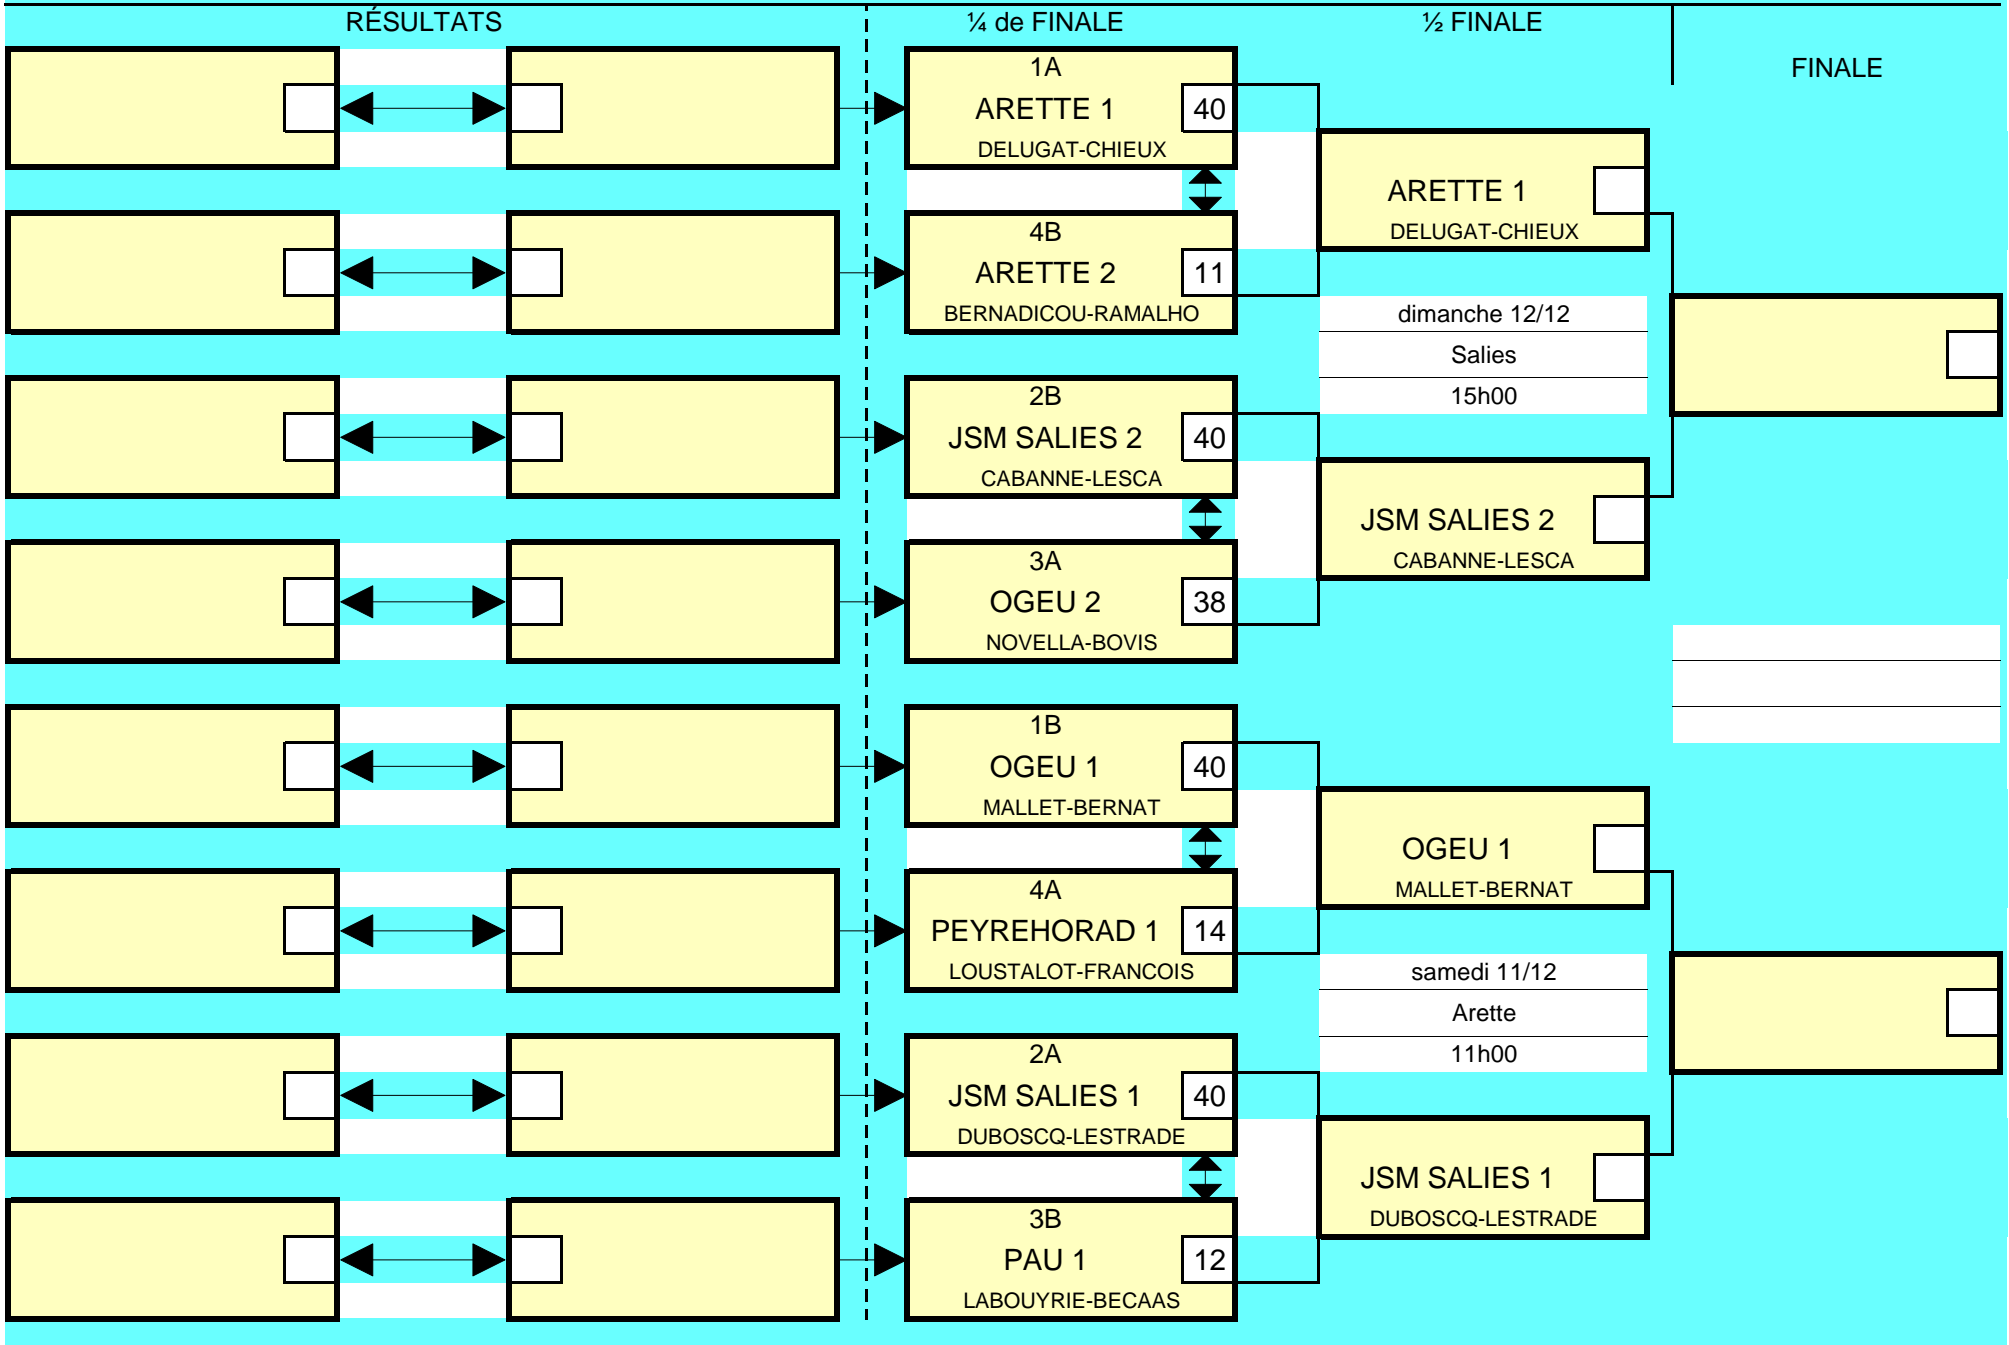 RÉSULTATS
¼ de FINALE
½ FINALE
FINALE
1A
ARETTE 1
40
DELUGAT-CHIEUX
4B
ARETTE 2
11
BERNADICOU-RAMALHO
2B
JSM SALIES 2
40
CABANNE-LESCA
3A
OGEU 2
38
NOVELLA-BOVIS
1B
OGEU 1
40
MALLET-BERNAT
4A
PEYREHORAD 1
14
LOUSTALOT-FRANCOIS
2A
JSM SALIES 1
40
DUBOSCQ-LESTRADE
3B
PAU 1
12
LABOUYRIE-BECAAS
ARETTE 1
DELUGAT-CHIEUX
dimanche 12/12
Salies
15h00
JSM SALIES 2
CABANNE-LESCA
OGEU 1
MALLET-BERNAT
samedi 11/12
Arette
11h00
JSM SALIES 1
DUBOSCQ-LESTRADE